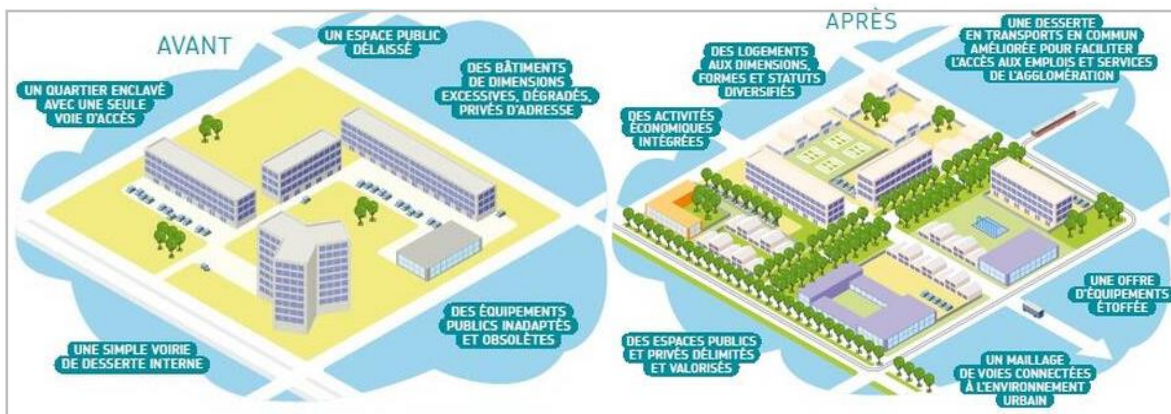 AVANT
UN ESPACE PUBLIC
DÉLAISSÉ
UN QUARTIER ENCLAVÉ
AVEC UNE SEULE
VOIE D'ACCÈS
DES BÂTIMENTS
DE DIMENSIONS
EXCESSIVES, DÉGRADÉS,
PRIVÉS D'ADRESSE
UNE SIMPLE VOIRIE
DE DESSERTE INTERNE
DES ÉQUIPEMENTS
PUBLICS INADAPTÉS
ET OBSOLÈTES
APRÈS
UNE DESSERTE
EN TRANSPORTS EN COMMUN
AMÉLIORÉE POUR FACILITER
L'ACCÈS AUX EMPLOIS ET SERVICES
DE L'AGGLOMÉRATION
DES LOGEMENTS
AUX DIMENSIONS,
FORMES ET STATUTS
DIVERSIFIÉS
DES ACTIVITÉS
ÉCONOMIQUES
INTÉGRÉES
UNE OFFRE
D'ÉQUIPEMENTS
ÉTOFFÉE
DES ESPACES PUBLICS
ET PRIVÉS DÉLIMITÉS
ET VALORISÉS
UN MAILLAGE
DE VOIES CONNECTÉES
À L'ENVIRONNEMENT
URBAIN